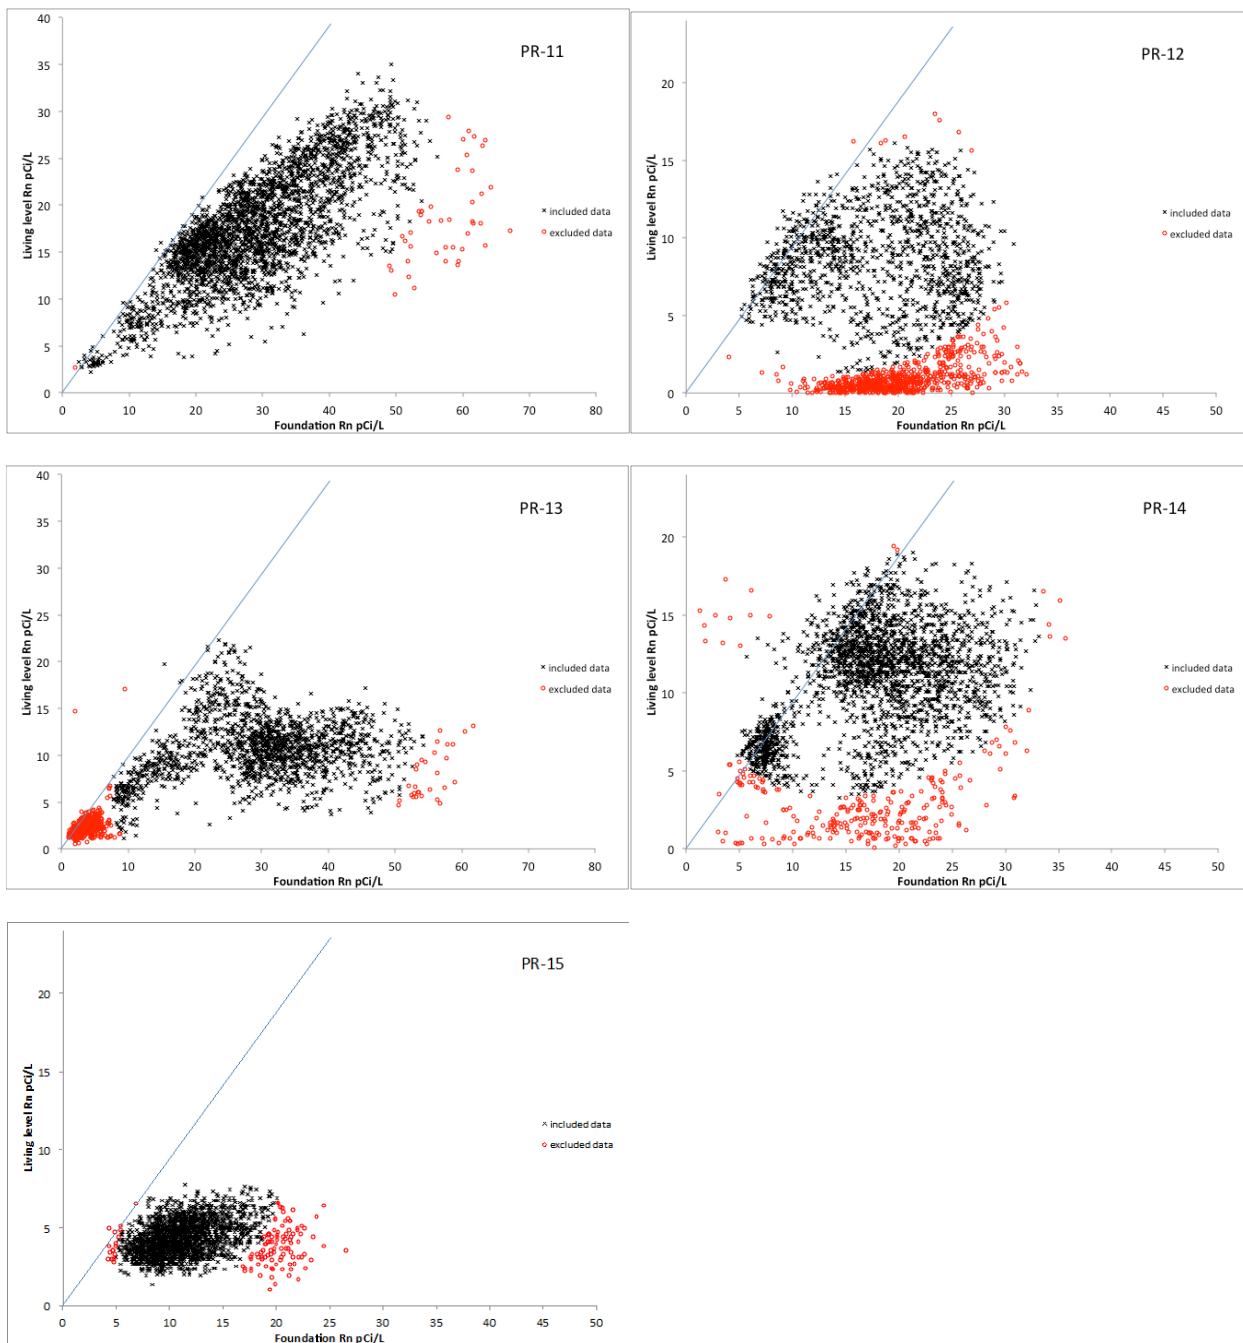 PR-11
40
35
30
25
20
15
10
5
0
Living level Rn pCi/L
× included data
○ excluded data
0 10 20 30 40 50 60 70 80
Foundation Rn pCi/L
PR-12
20
15
10
5
0
Living level Rn pCi/L
× included data
○ excluded data
0 5 10 15 20 25 30 35 40 45 50
Foundation Rn pCi/L
PR-13
40
35
30
25
20
15
10
5
0
Living level Rn pCi/L
× included data
○ excluded data
0 10 20 30 40 50 60 70 80
Foundation Rn pCi/L
PR-14
20
15
10
5
0
Living level Rn pCi/L
× included data
○ excluded data
0 5 10 15 20 25 30 35 40 45 50
Foundation Rn pCi/L
PR-15
20
15
10
5
0
Living level Rn pCi/L
× included data
○ excluded data
0 5 10 15 20 25 30 35 40 45 50
Foundation Rn pCi/L